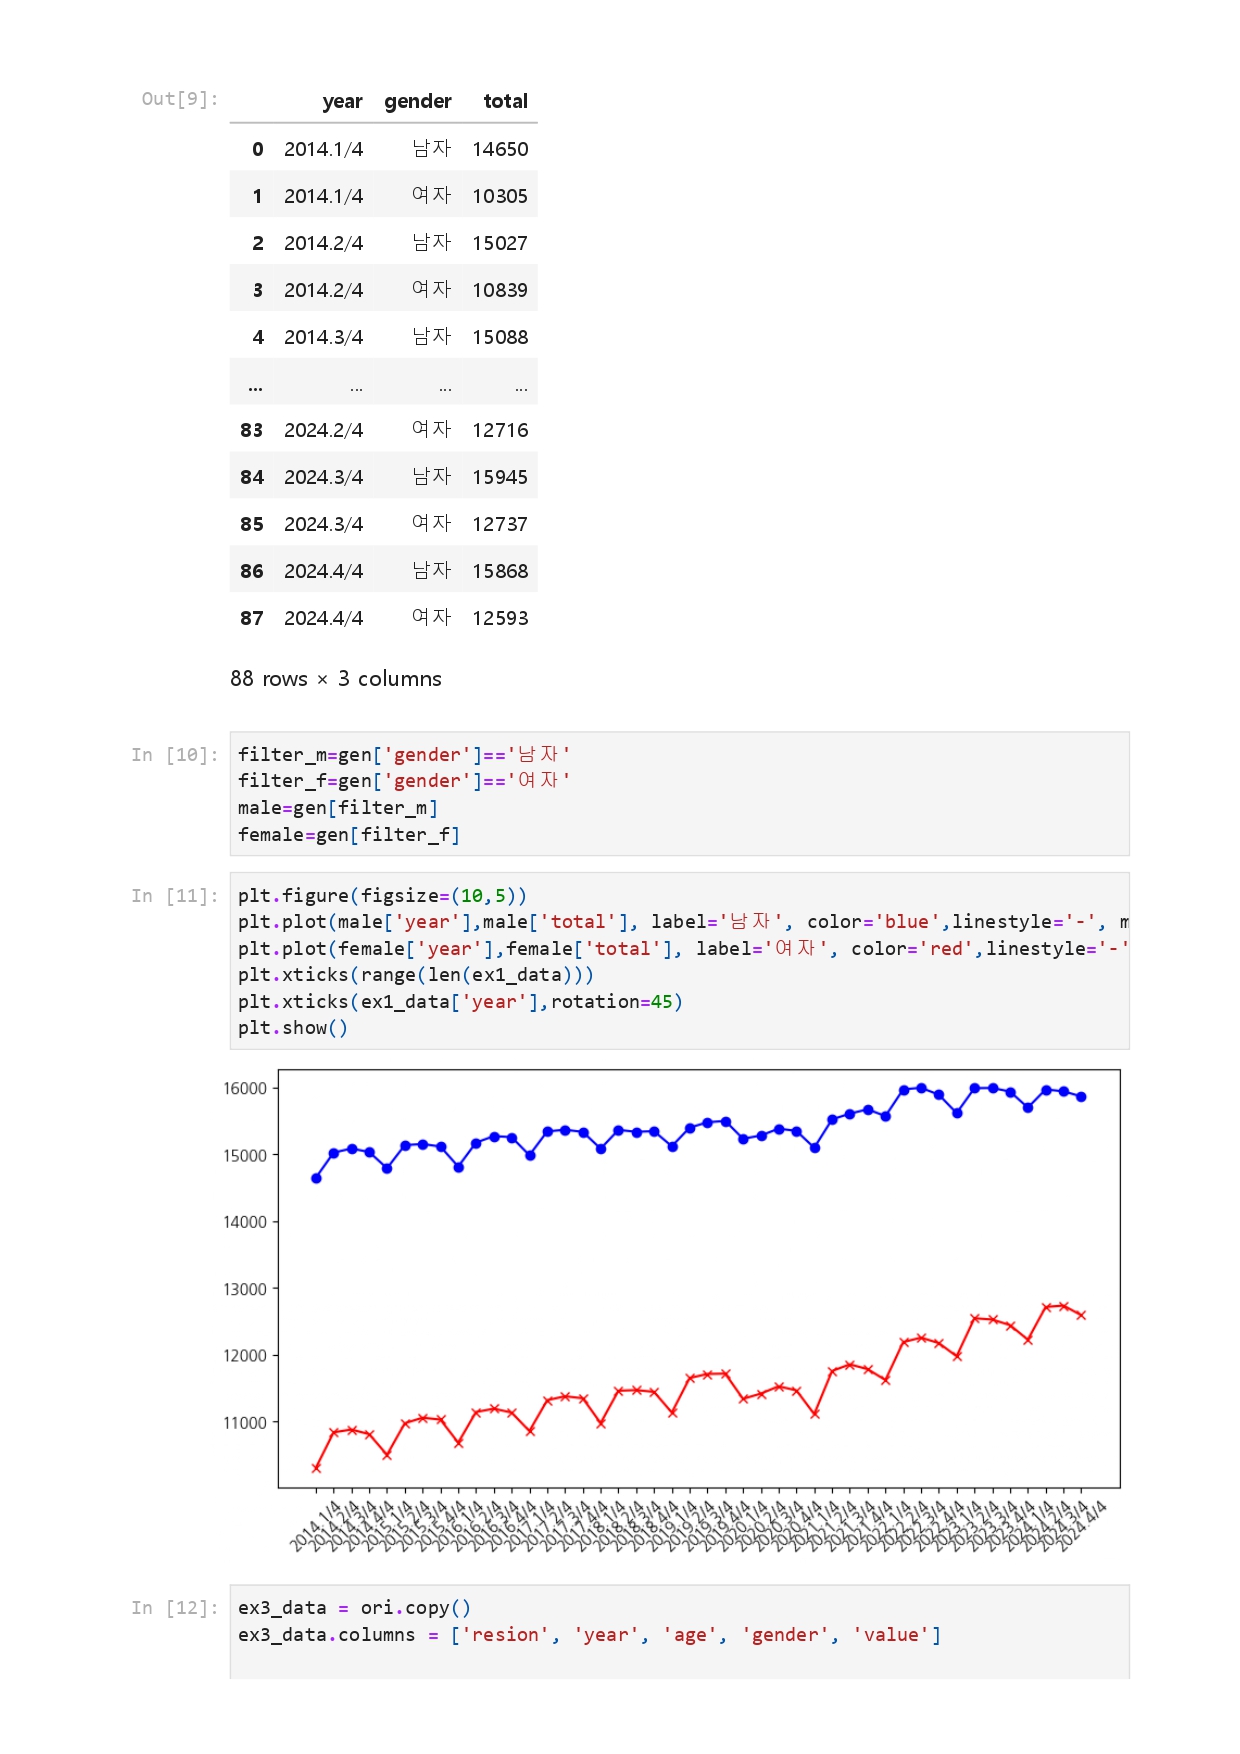 Out[9]:
year gender total
0 2014.1/4 남자 14650
1 2014.1/4 여자 10305
2 2014.2/4 남자 15027
3 2014.2/4 여자 10839
4 2014.3/4 남자 15088
... ... ... ...
83 2024.2/4 여자 12716
84 2024.3/4 남자 15945
85 2024.3/4 여자 12737
86 2024.4/4 남자 15868
87 2024.4/4 여자 12593
88 rows × 3 columns
In [10]:
filter_m=gen['gender']=='남자'
filter_f=gen['gender']=='여자'
male=gen[filter_m]
female=gen[filter_f]
In [11]:
plt.figure(figsize=(10,5))
plt.plot(male['year'],male['total'], label='남자', color='blue',linestyle='-', m
plt.plot(female['year'],female['total'], label='여자', color='red',linestyle='-'
plt.xticks(range(len(ex1_data)))
plt.xticks(ex1_data['year'],rotation=45)
plt.show()
16000
15000
14000
13000
12000
11000
2014.1/4 2014.2/4 2014.3/4 2014.4/4 2015.1/4 2015.2/4 2015.3/4 2015.4/4 2016.1/4 2016.2/4 2016.3/4 2016.4/4 2017.1/4 2017.2/4 2017.3/4 2017.4/4 2018.1/4 2018.2/4 2018.3/4 2018.4/4 2019.1/4 2019.2/4 2019.3/4 2019.4/4 2020.1/4 2020.2/4 2020.3/4 2020.4/4 2021.1/4 2021.2/4 2021.3/4 2021.4/4 2022.1/4 2022.2/4 2022.3/4 2022.4/4 2023.1/4 2023.2/4 2023.3/4 2023.4/4 2024.1/4 2024.2/4 2024.3/4 2024.4/4
In [12]:
ex3_data = ori.copy()
ex3_data.columns = ['resion', 'year', 'age', 'gender', 'value']